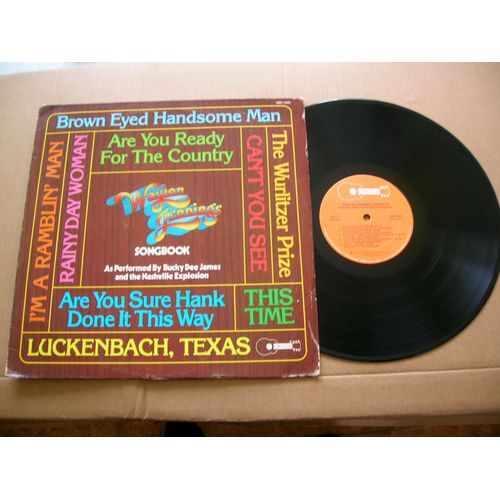 Brown Eyed Handsome Man
I'M A RAMBLIN' MAN
RAINY DAY WOMAN
Are You Ready
For The Country
CAN'T YOU SEE
The Wurlitzer Prize
Waylon
Jennings
SONGBOOK
As Performed By Bucky Dee James
and the Nashville Explosion
Are You Sure Hank
Done It This Way
THIS
TIME
LUCKENBACH, TEXAS